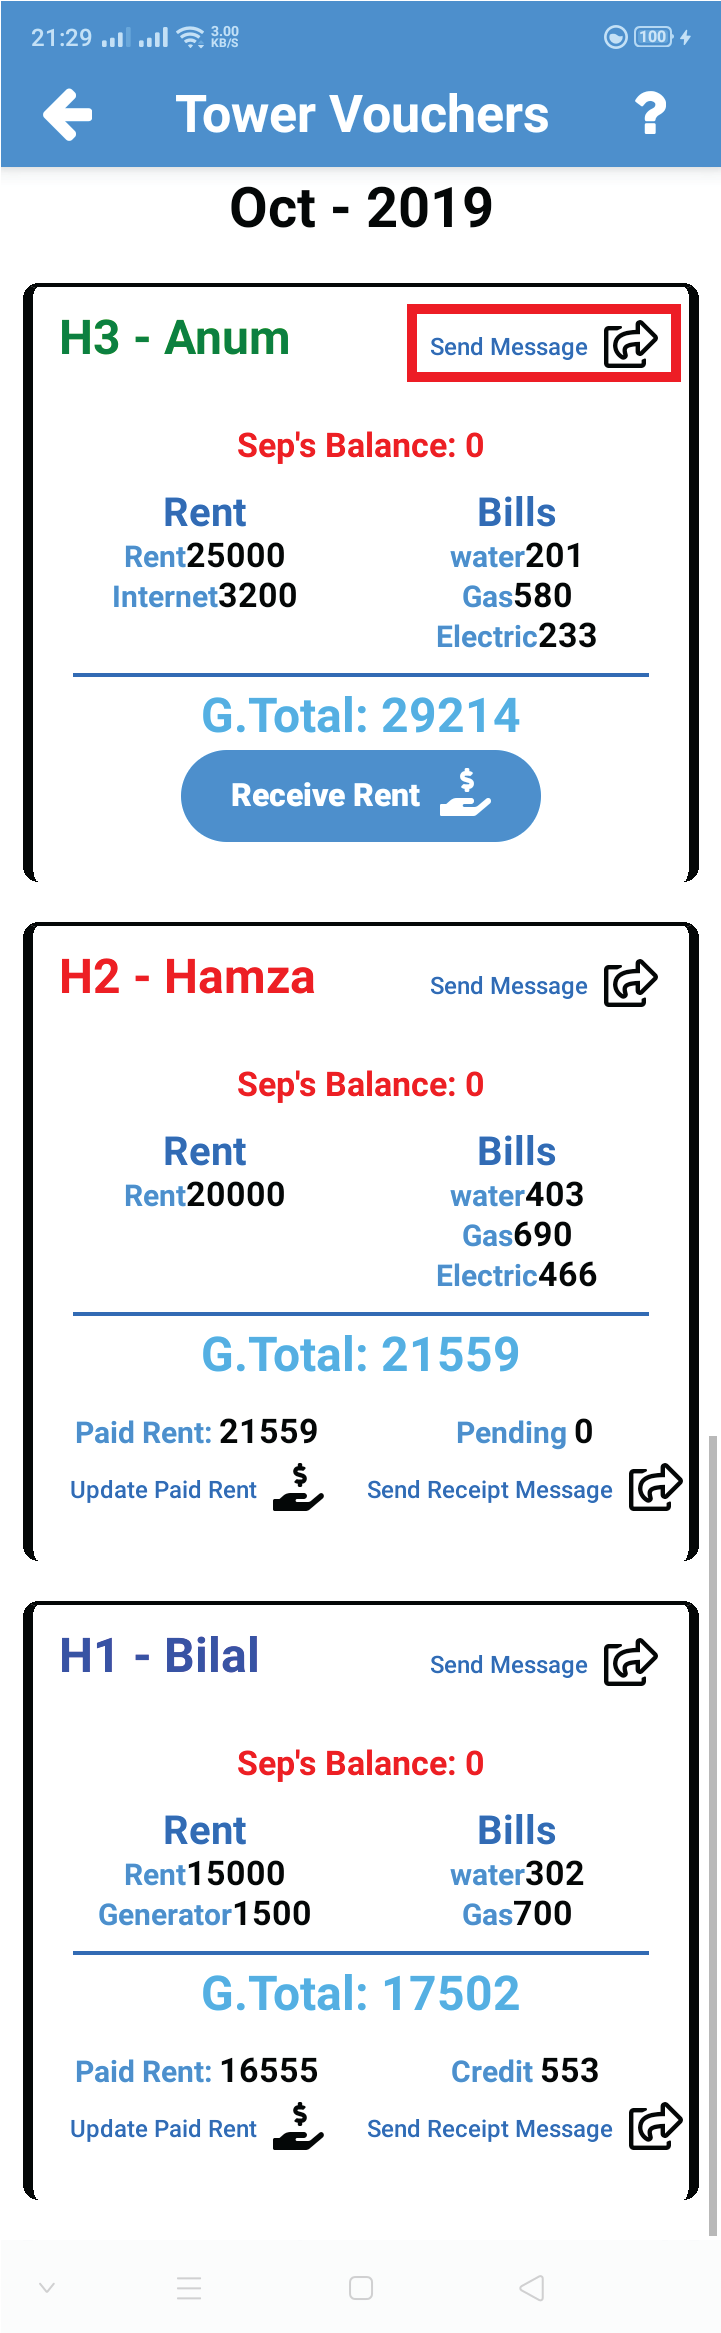 21:29 3.00 KB/S 100
Tower Vouchers ?
Oct - 2019
H3 - Anum Send Message
Sep's Balance: 0
Rent Bills
Rent25000 water201
Internet3200 Gas580
Electric233
G.Total: 29214
Receive Rent $
H2 - Hamza Send Message
Sep's Balance: 0
Rent Bills
Rent20000 water403
Gas690
Electric466
G.Total: 21559
Paid Rent: 21559 Pending 0
Update Paid Rent $ Send Receipt Message
H1 - Bilal Send Message
Sep's Balance: 0
Rent Bills
Rent15000 water302
Generator1500 Gas700
G.Total: 17502
Paid Rent: 16555 Credit 553
Update Paid Rent $ Send Receipt Message